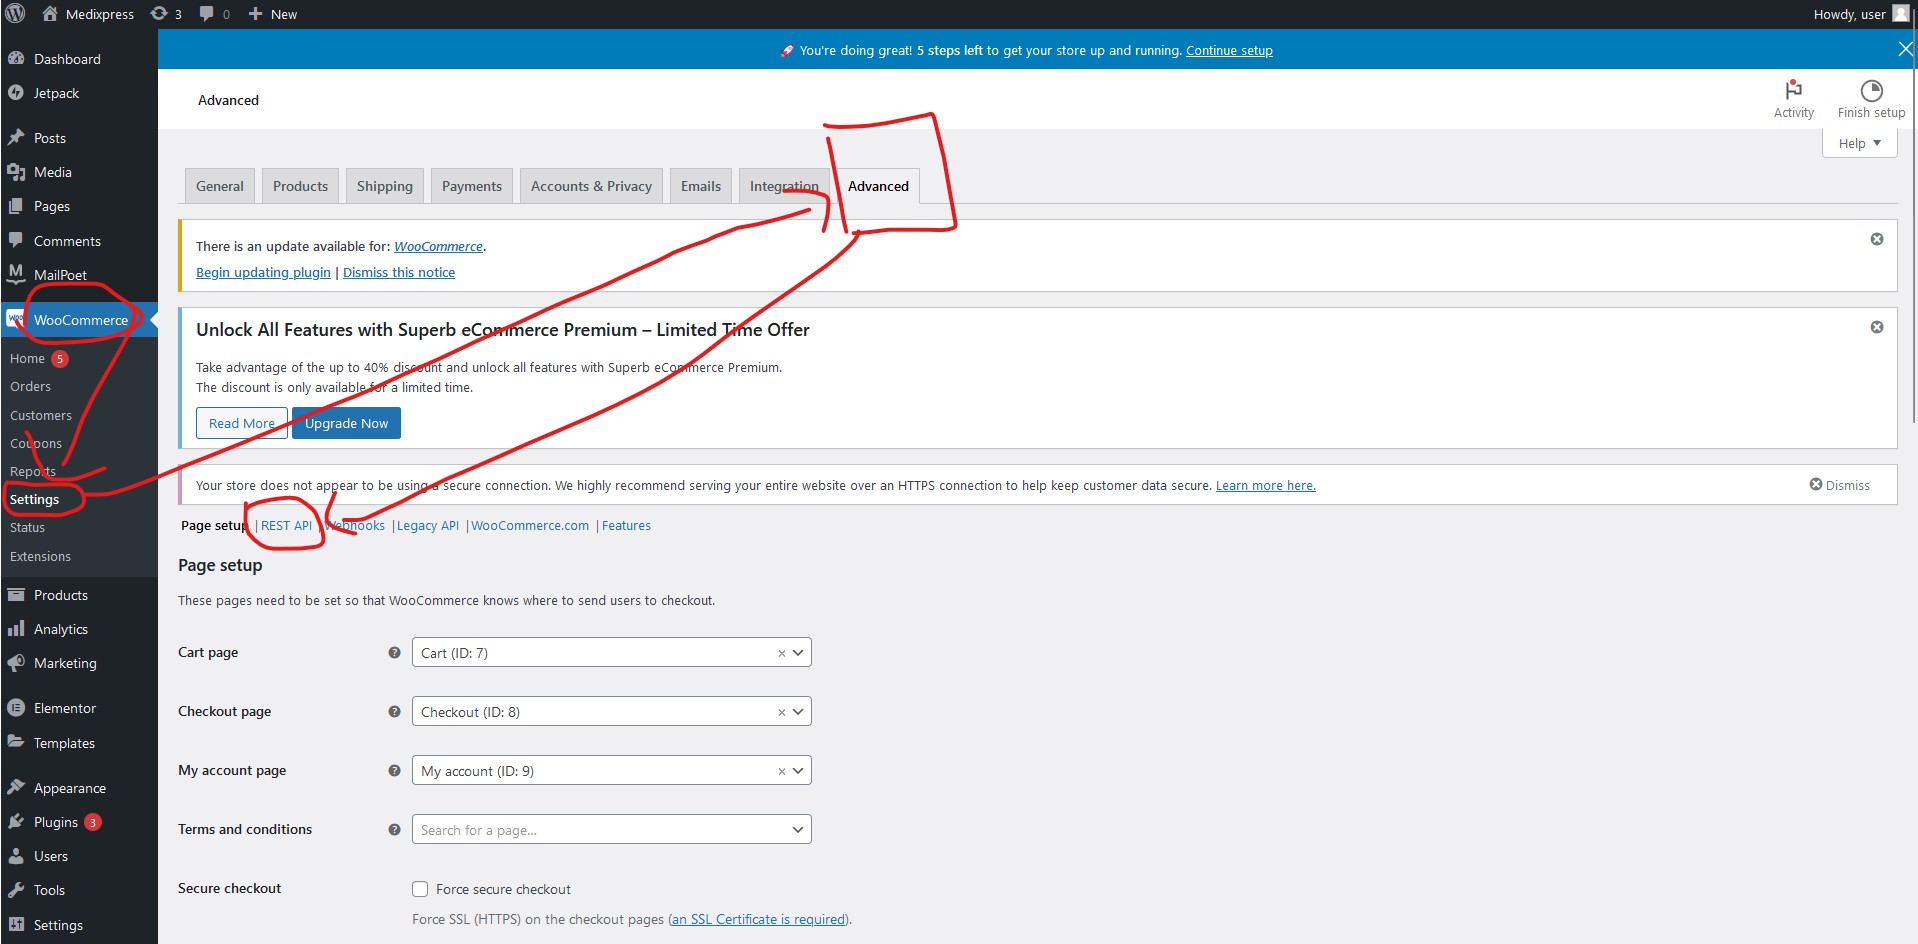 Medixpress 3 0 New Howdy, user
🚀 You're doing great! 5 steps left to get your store up and running. Continue setup
Dashboard
Jetpack
Posts
Media
Pages
Comments
MailPoet
WooCommerce
Home 5
Orders
Customers
Coupons
Reports
Settings
Status
Extensions
Products
Analytics
Marketing
Elementor
Templates
Appearance
Plugins 3
Users
Tools
Settings
Advanced
Activity
Finish setup
Help
General Products Shipping Payments Accounts & Privacy Emails Integration Advanced
There is an update available for: WooCommerce.
Begin updating plugin | Dismiss this notice
Unlock All Features with Superb eCommerce Premium – Limited Time Offer
Take advantage of the up to 40% discount and unlock all features with Superb eCommerce Premium.
The discount is only available for a limited time.
Read More Upgrade Now
Your store does not appear to be using a secure connection. We highly recommend serving your entire website over an HTTPS connection to help keep customer data secure. Learn more here. Dismiss
Page setup | REST API | Webhooks | Legacy API | WooCommerce.com | Features
Page setup
These pages need to be set so that WooCommerce knows where to send users to checkout.
Cart page Cart (ID: 7) ×
Checkout page Checkout (ID: 8) ×
My account page My account (ID: 9) ×
Terms and conditions Search for a page...
Secure checkout Force secure checkout
Force SSL (HTTPS) on the checkout pages (an SSL Certificate is required).